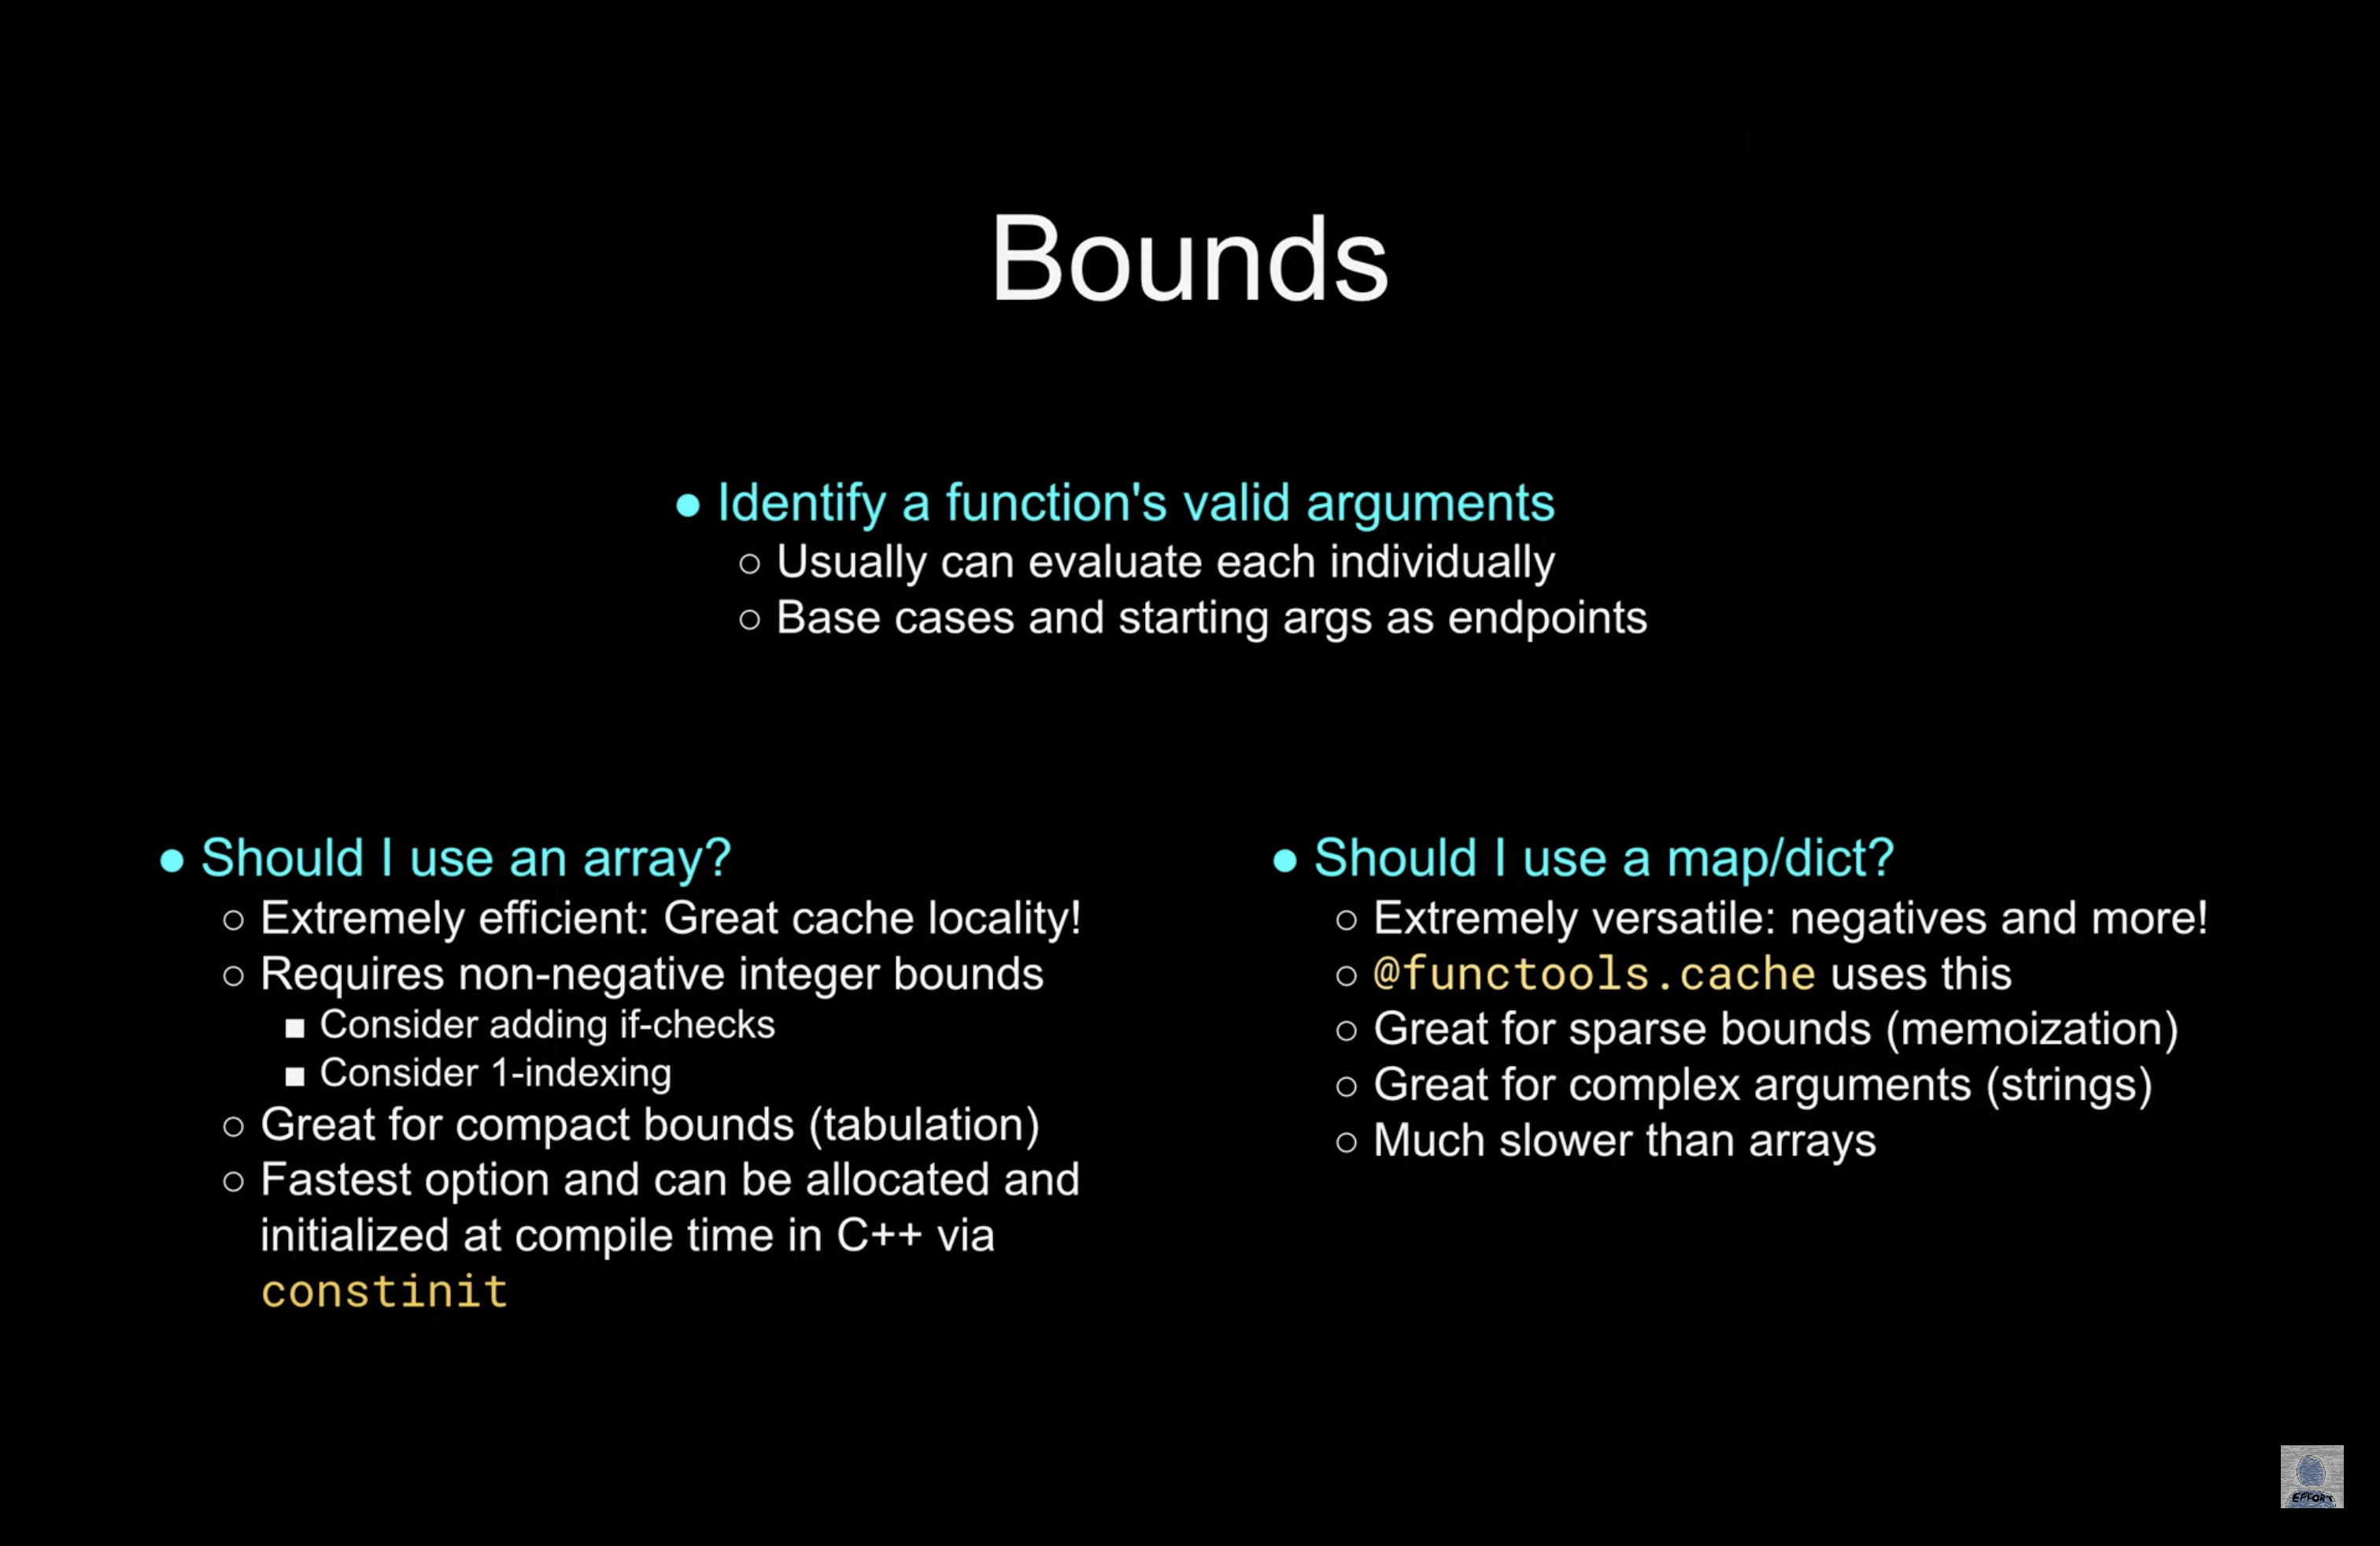 Bounds
● Identify a function's valid arguments
○ Usually can evaluate each individually
○ Base cases and starting args as endpoints
● Should I use an array?
○ Extremely efficient: Great cache locality!
○ Requires non-negative integer bounds
■ Consider adding if-checks
■ Consider 1-indexing
○ Great for compact bounds (tabulation)
○ Fastest option and can be allocated and
initialized at compile time in C++ via
constinit
● Should I use a map/dict?
○ Extremely versatile: negatives and more!
○ @functools.cache uses this
○ Great for sparse bounds (memoization)
○ Great for complex arguments (strings)
○ Much slower than arrays
EFFORT